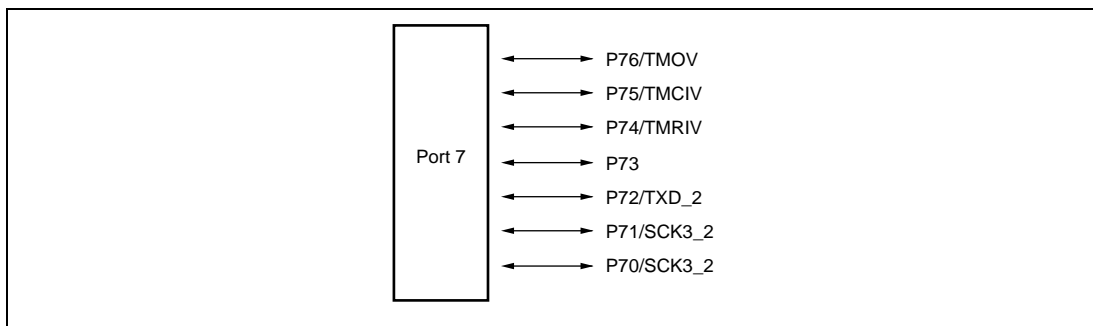 P76/TMOV
P75/TMCIV
P74/TMRIV
Port 7
P73
P72/TXD_2
P71/SCK3_2
P70/SCK3_2